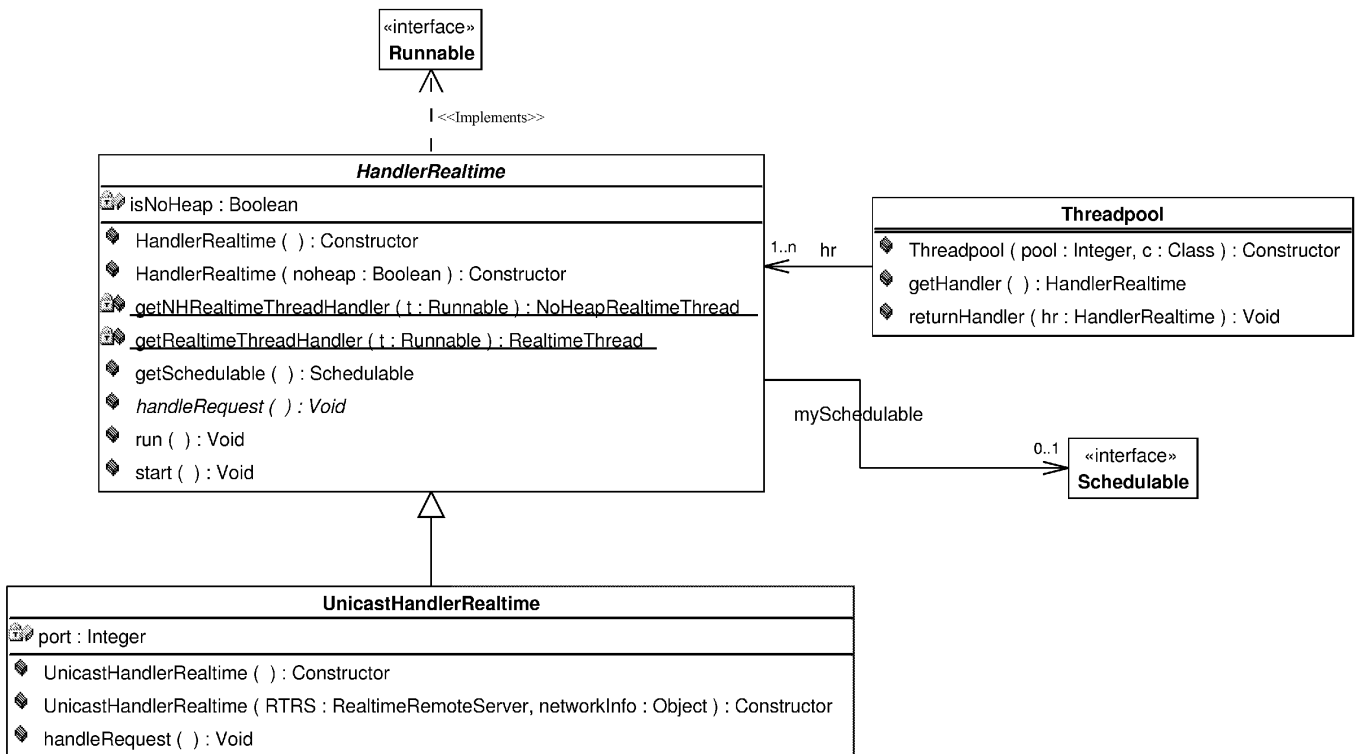 «interface»
Runnable
<<Implements>>
HandlerRealtime
isNoHeap : Boolean
HandlerRealtime ( ) : Constructor
HandlerRealtime ( noheap : Boolean ) : Constructor
getNHRealtimeThreadHandler ( t : Runnable ) : NoHeapRealtimeThread
getRealtimeThreadHandler ( t : Runnable ) : RealtimeThread
getSchedulable ( ) : Schedulable
handleRequest ( ) : Void
run ( ) : Void
start ( ) : Void
1..n hr
Threadpool
Threadpool ( pool : Integer, c : Class ) : Constructor
getHandler ( ) : HandlerRealtime
returnHandler ( hr : HandlerRealtime ) : Void
mySchedulable
0..1
«interface»
Schedulable
UnicastHandlerRealtime
port : Integer
UnicastHandlerRealtime ( ) : Constructor
UnicastHandlerRealtime ( RTRS : RealtimeRemoteServer, networkInfo : Object ) : Constructor
handleRequest ( ) : Void